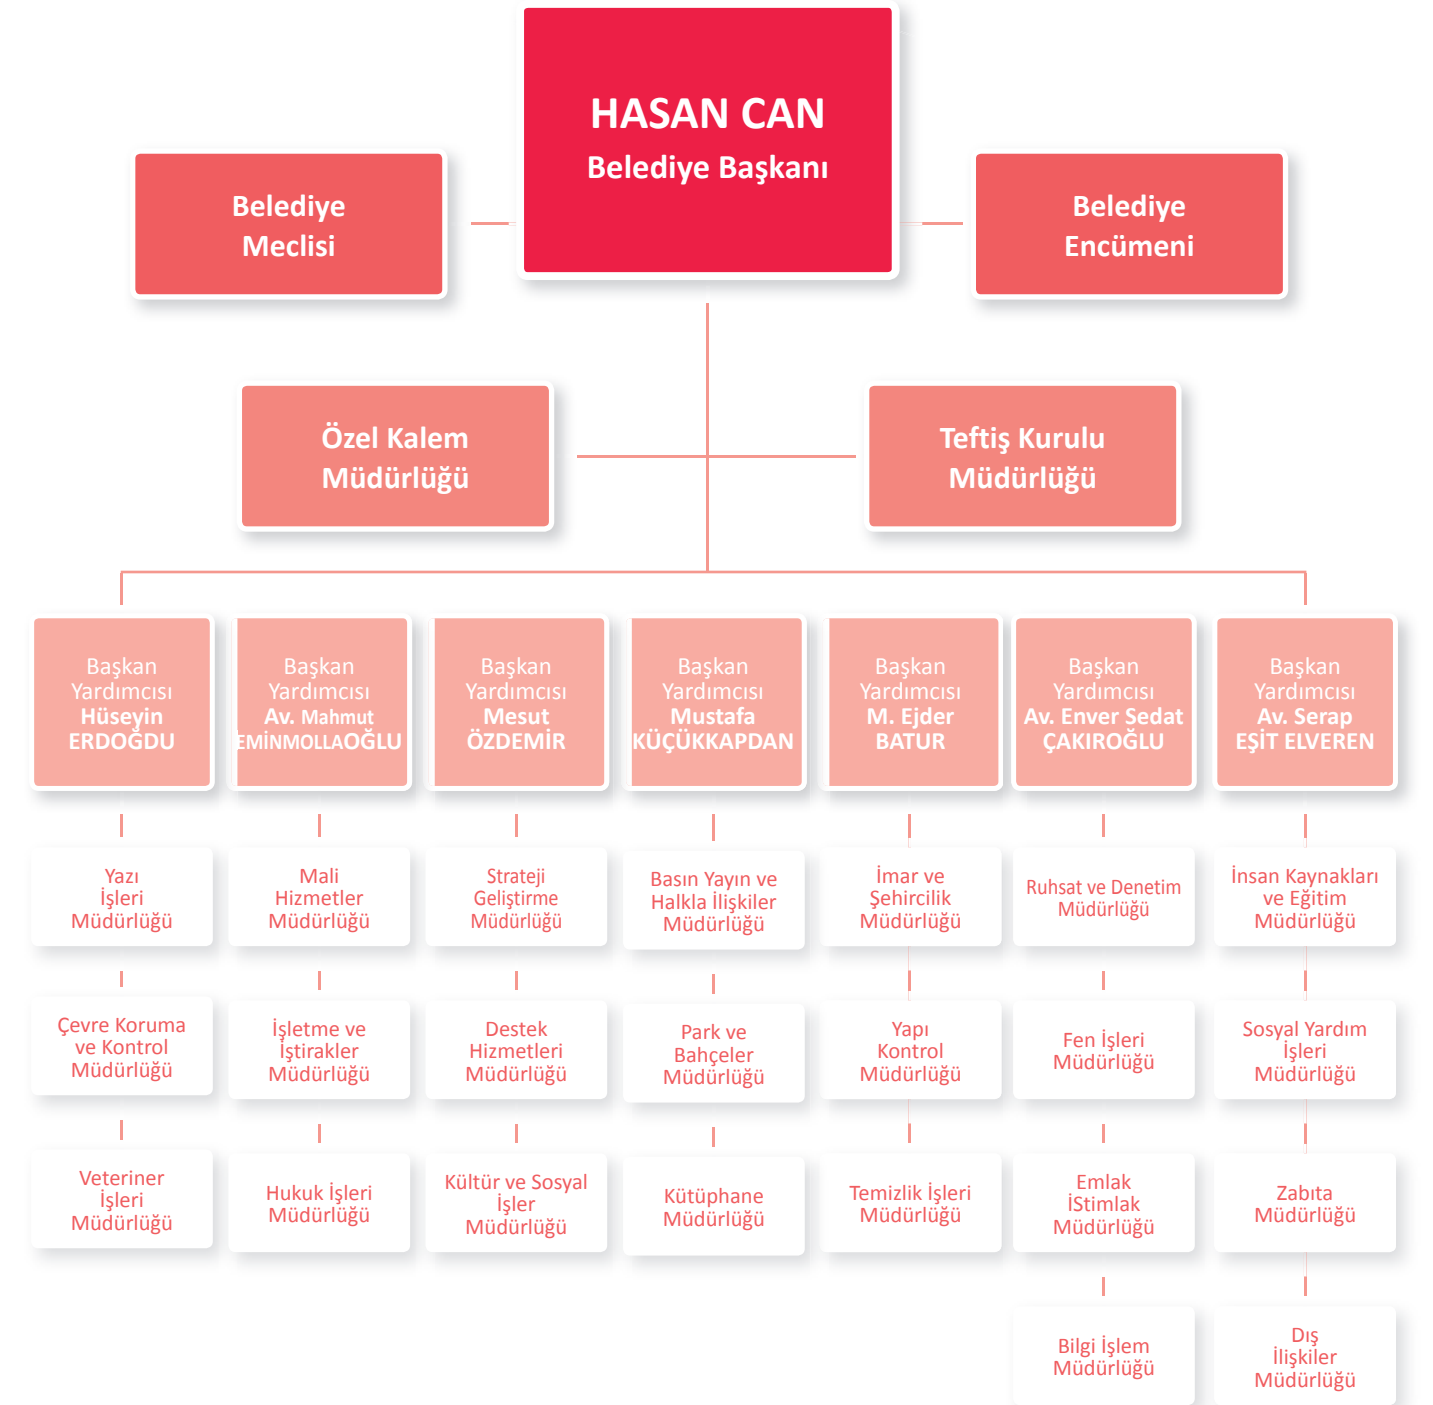 HASAN CAN
Belediye Başkanı
Belediye
Meclisi
Belediye
Encümeni
Özel Kalem
Müdürlüğü
Teftiş Kurulu
Müdürlüğü
Başkan
Yardımcısı
Hüseyin
ERDOĞDU
Başkan
Yardımcısı
Av. Mahmut
EMİNMOLLAOĞLU
Başkan
Yardımcısı
Mesut
ÖZDEMİR
Başkan
Yardımcısı
Mustafa
KÜÇÜKKAPDAN
Başkan
Yardımcısı
M. Ejder
BATUR
Başkan
Yardımcısı
Av. Enver Sedat
ÇAKIROĞLU
Başkan
Yardımcısı
Av. Serap
EŞİT ELVEREN
Yazı
İşleri
Müdürlüğü
Mali
Hizmetler
Müdürlüğü
Strateji
Geliştirme
Müdürlüğü
Basın Yayın ve
Halkla İlişkiler
Müdürlüğü
İmar ve
Şehircilik
Müdürlüğü
Ruhsat ve Denetim
Müdürlüğü
İnsan Kaynakları
ve Eğitim
Müdürlüğü
Çevre Koruma
ve Kontrol
Müdürlüğü
İşletme ve
İştirakler
Müdürlüğü
Destek
Hizmetleri
Müdürlüğü
Park ve
Bahçeler
Müdürlüğü
Yapı
Kontrol
Müdürlüğü
Fen İşleri
Müdürlüğü
Sosyal Yardım
İşleri
Müdürlüğü
Veteriner
İşleri
Müdürlüğü
Hukuk İşleri
Müdürlüğü
Kültür ve Sosyal
İşler
Müdürlüğü
Kütüphane
Müdürlüğü
Temizlik İşleri
Müdürlüğü
Emlak
İStimlak
Müdürlüğü
Zabıta
Müdürlüğü
Bilgi İşlem
Müdürlüğü
Dış
İlişkiler
Müdürlüğü